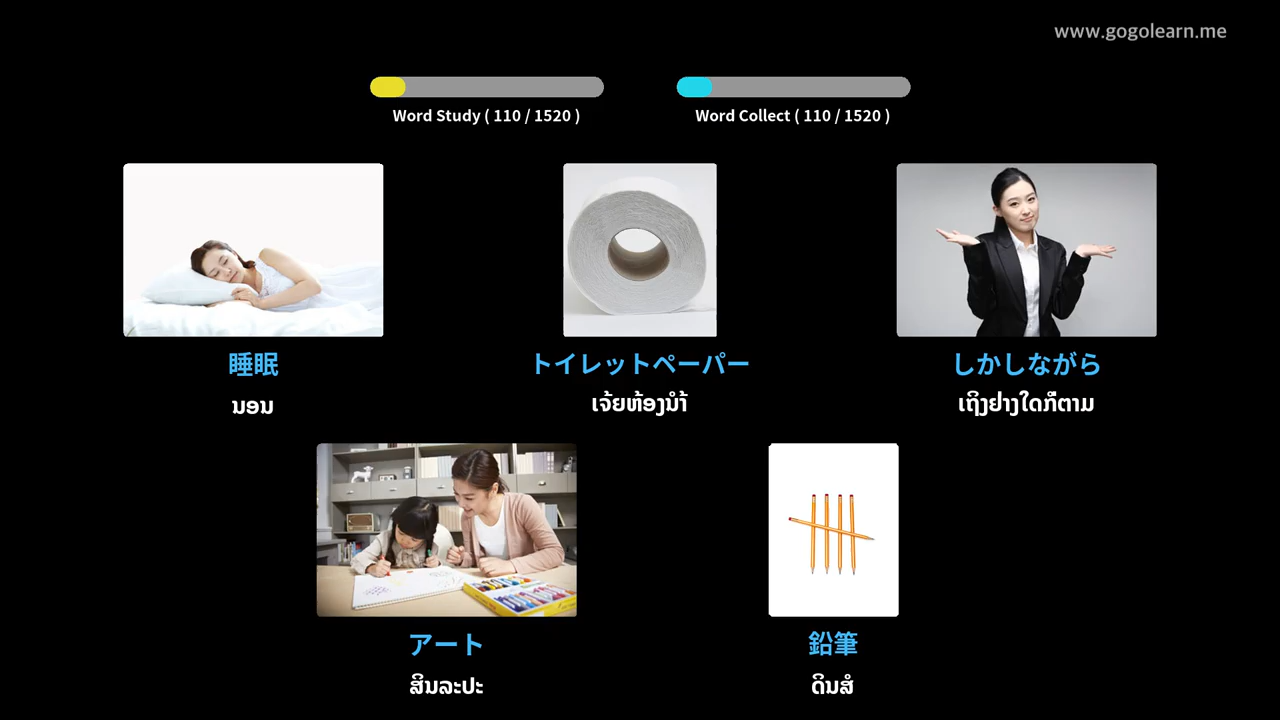 www.gogolearn.me
Word Study ( 110 / 1520 )
Word Collect ( 110 / 1520 )
睡眠
ນອນ
トイレットペーパー
ເຈ້ຍຫ້ອງນໍາ້
しかしながら
ເຖິງຢ່າງໃດກໍ່ຕາມ
アート
ສິນລະປະ
鉛筆
ດິນສໍ